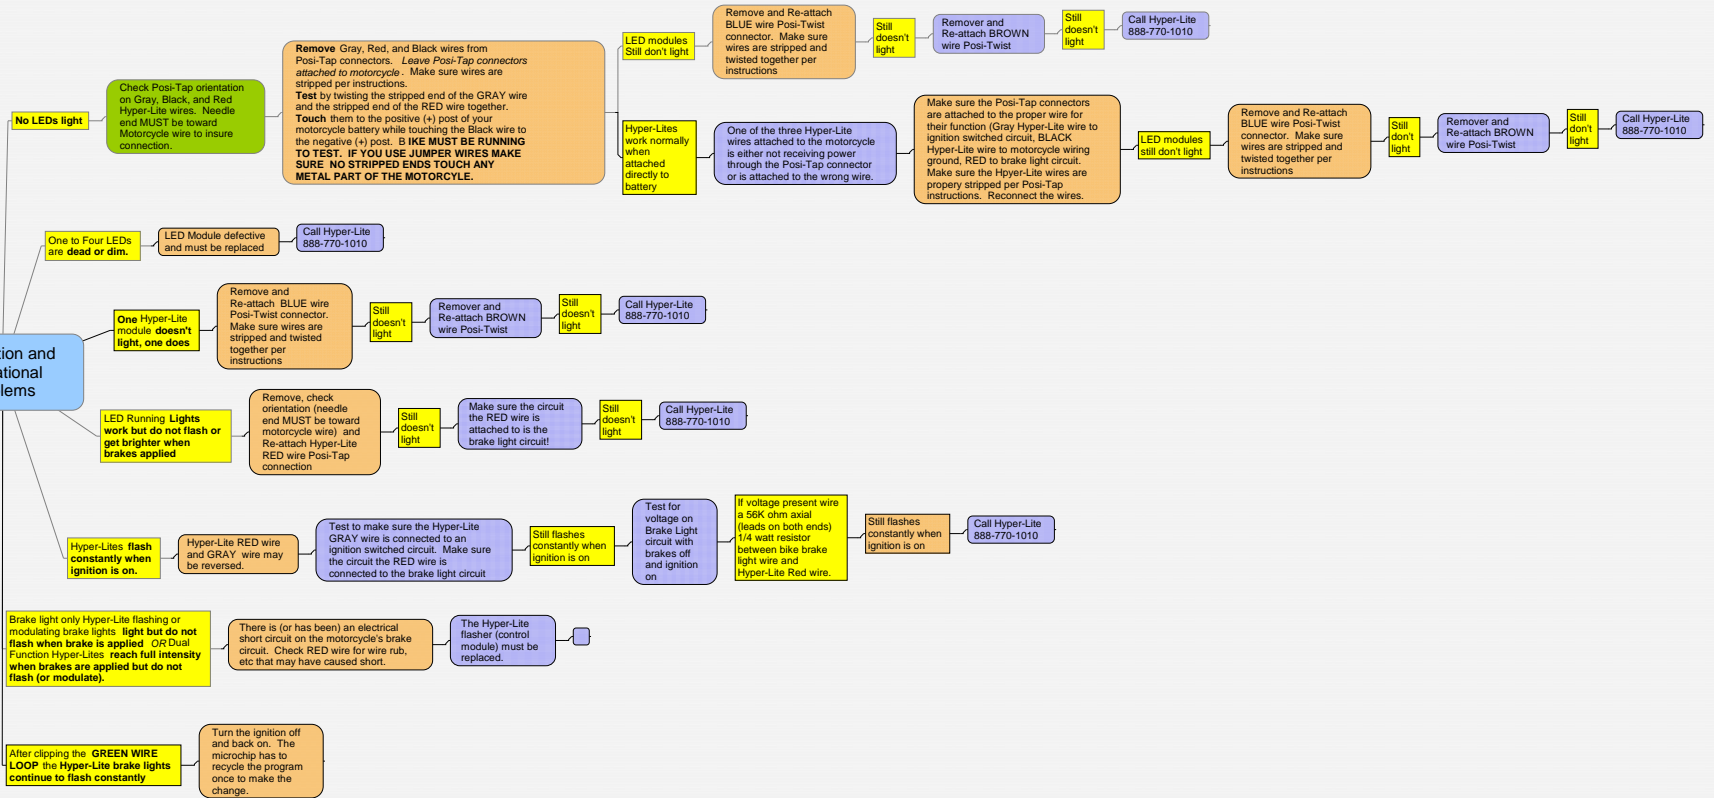 No LEDs light
Check Posi-Tap orientation
on Gray, Black, and Red
Hyper-Lite wires.  Needle
end MUST be toward
Motorcycle wire to insure
connection.
Remove Gray, Red, and Black wires from
Posi-Tap connectors.  Leave Posi-Tap connectors
attached to motorcycle.  Make sure wires are
stripped per instructions.
Test by twisting the stripped end of the GRAY wire
and the stripped end of the RED wire together.
Touch them to the positive (+) post of your
motorcycle battery while touching the Black wire to
the negative (+) post.  B IKE MUST BE RUNNING
TO TEST.  IF YOU USE JUMPER WIRES MAKE
SURE  NO STRIPPED ENDS TOUCH ANY
METAL PART OF THE MOTORCYLE.
LED modules
Still don't light
Remove and Re-attach
BLUE wire Posi-Twist
connector.  Make sure
wires are stripped and
twisted together per
instructions
Still
doesn't
light
Remover and
Re-attach BROWN
wire Posi-Twist
Still
doesn't
light
Call Hyper-Lite
888-770-1010
Hyper-Lites
work normally
when
attached
directly to
battery
One of the three Hyper-Lite
wires attached to the motorcycle
is either not receiving power
through the Posi-Tap connector
or is attached to the wrong wire.
Make sure the Posi-Tap connectors
are attached to the proper wire for
their function (Gray Hyper-Lite wire to
ignition switched circuit, BLACK
Hyper-Lite wire to motorcycle wiring
ground, RED to brake light circuit.
Make sure the Hpyer-Lite wires are
propery stripped per Posi-Tap
instructions.  Reconnect the wires.
LED modules
still don't light
Remove and Re-attach
BLUE wire Posi-Twist
connector.  Make sure
wires are stripped and
twisted together per
instructions
Still
don't
light
Remover and
Re-attach BROWN
wire Posi-Twist
Still
don't
light
Call Hyper-Lite
888-770-1010
One to Four LEDs
are dead or dim.
LED Module defective
and must be replaced
Call Hyper-Lite
888-770-1010
One Hyper-Lite
module doesn't
light, one does
Remove and
Re-attach  BLUE wire
Posi-Twist connector.
Make sure wires are
stripped and twisted
together per
instructions
Still
doesn't
light
Remover and
Re-attach BROWN
wire Posi-Twist
Still
doesn't
light
Call Hyper-Lite
888-770-1010
tion and
ational
lems
LED Running Lights
work but do not flash or
get brighter when
brakes applied
Remove, check
orientation (needle
end MUST be toward
motorcycle wire)  and
Re-attach Hyper-Lite
RED wire Posi-Tap
connection
Still
doesn't
light
Make sure the circuit
the RED wire is
attached to is the
brake light circuit!
Still
doesn't
light
Call Hyper-Lite
888-770-1010
Hyper-Lites flash
constantly when
ignition is on.
Hyper-Lite RED wire
and GRAY  wire may
be reversed.
Test to make sure the Hyper-Lite
GRAY wire is connected to an
ignition switched circuit.  Make sure
the circuit the RED wire is
connected to the brake light circuit
Still flashes
constantly when
ignition is on
Test for
voltage on
Brake Light
circuit with
brakes off
and ignition
on
If voltage present wire
a 56K ohm axial
(leads on both ends)
1/4 watt resistor
between bike brake
light wire and
Hyper-Lite Red wire.
Still flashes
constantly when
ignition is on
Call Hyper-Lite
888-770-1010
Brake light only Hyper-Lite flashing or
modulating brake lights  light but do not
flash when brake is applied  OR Dual
Function Hyper-Lites  reach full intensity
when brakes are applied but do not
flash (or modulate).
There is (or has been) an electrical
short circuit on the motorcycle's brake
circuit.  Check RED wire for wire rub,
etc that may have caused short.
The Hyper-Lite
flasher (control
module) must be
replaced.
After clipping the  GREEN WIRE
LOOP the Hyper-Lite brake lights
continue to flash constantly
Turn the ignition off
and back on.  The
microchip has to
recycle the program
once to make the
change.